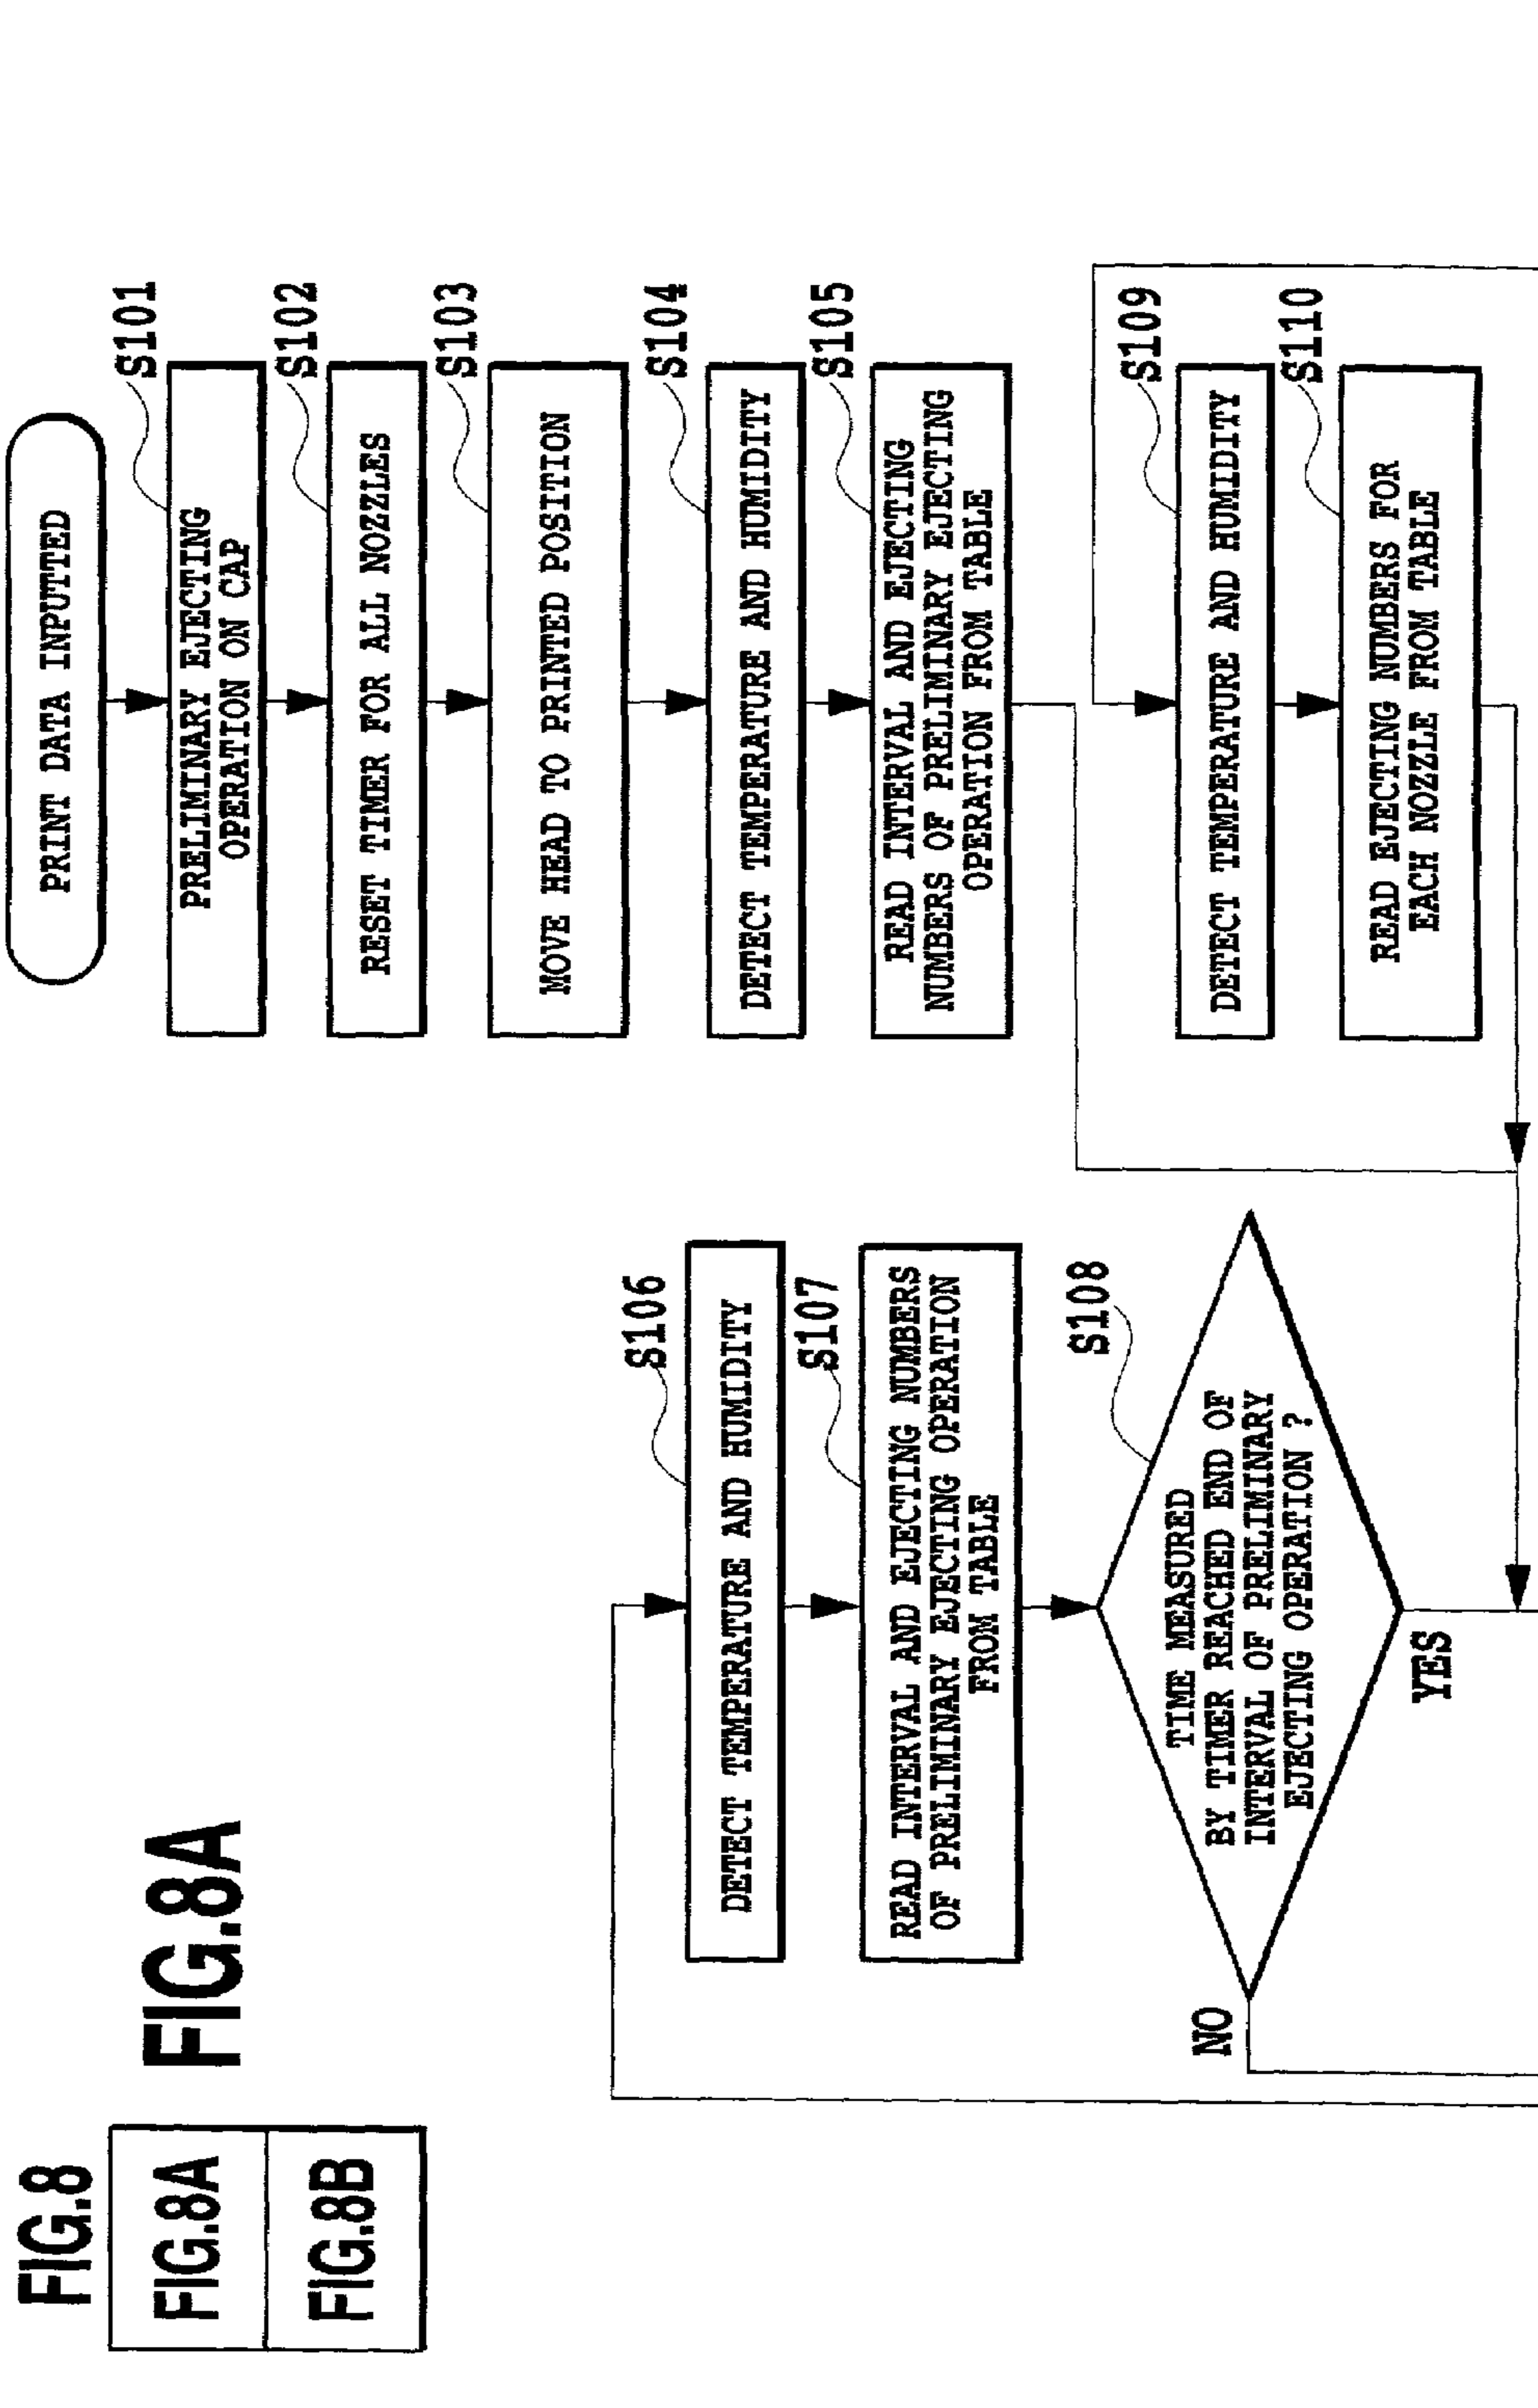 FIG.8
FIG.8A
FIG.8B
FIG.8A
PRINT DATA INPUTTED
S101
PRELIMINARY EJECTING
OPERATION ON CAP
S102
RESET TIMER FOR ALL NOZZLES
S103
MOVE HEAD TO PRINTED POSITION
S104
DETECT TEMPERATURE AND HUMIDITY
S105
READ INTERVAL AND EJECTING
NUMBERS OF PRELIMINARY EJECTING
OPERATION FROM TABLE
S106
DETECT TEMPERATURE AND HUMIDITY
S107
READ INTERVAL AND EJECTING NUMBERS
OF PRELIMINARY EJECTING OPERATION
FROM TABLE
S108
TIME MEASURED
BY TIMER REACHED END OF
INTERVAL OF PRELIMINARY
EJECTING OPERATION ?
NO
YES
S109
DETECT TEMPERATURE AND HUMIDITY
S110
READ EJECTING NUMBERS FOR
EACH NOZZLE FROM TABLE